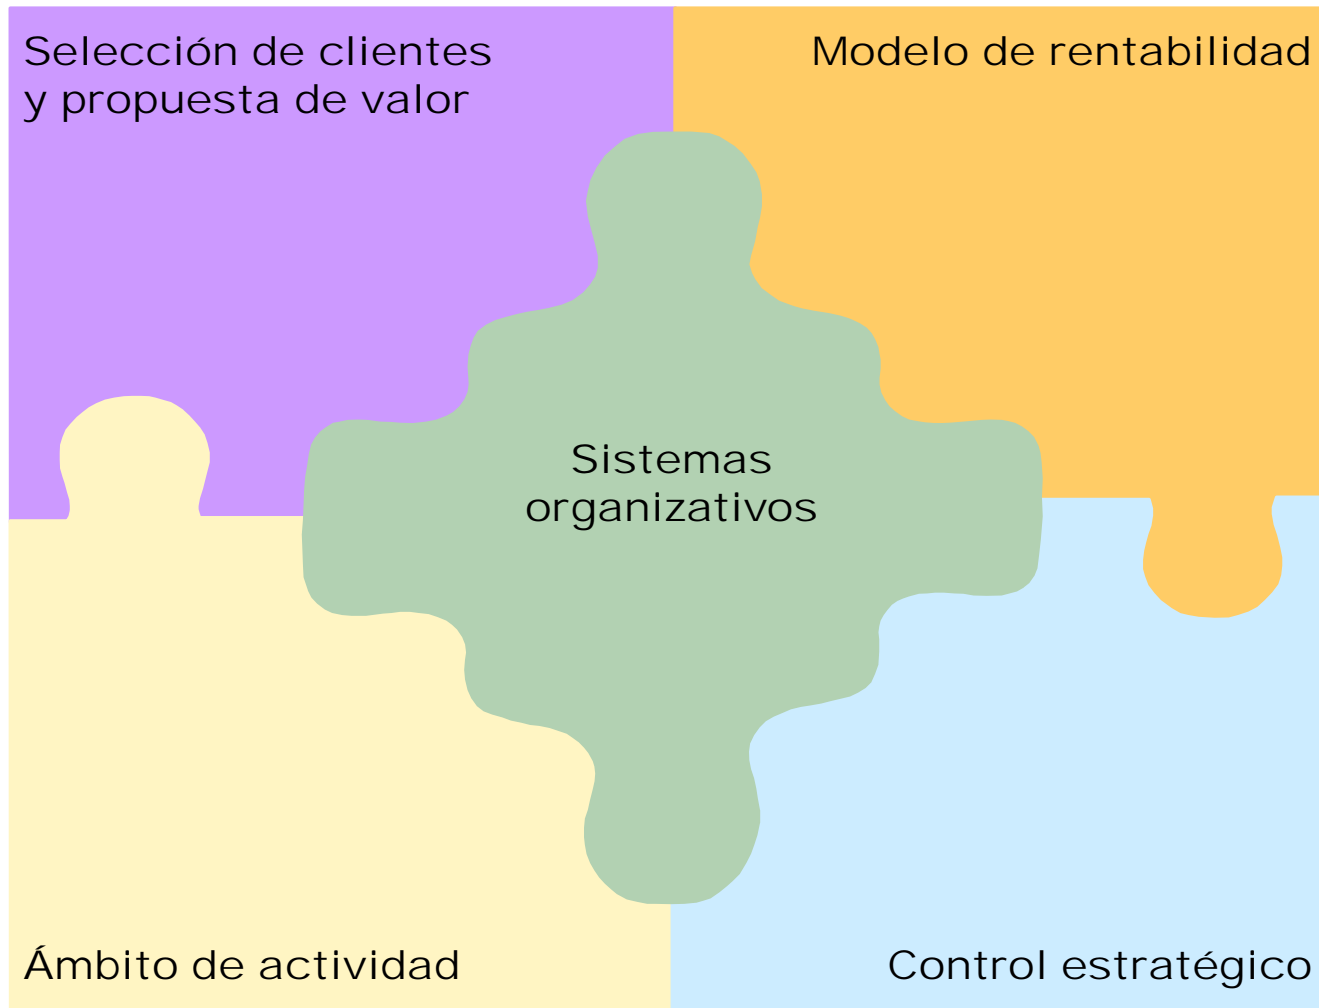 Selección de clientes
y propuesta de valor
Modelo de rentabilidad
Sistemas
organizativos
Ámbito de actividad
Control estratégico